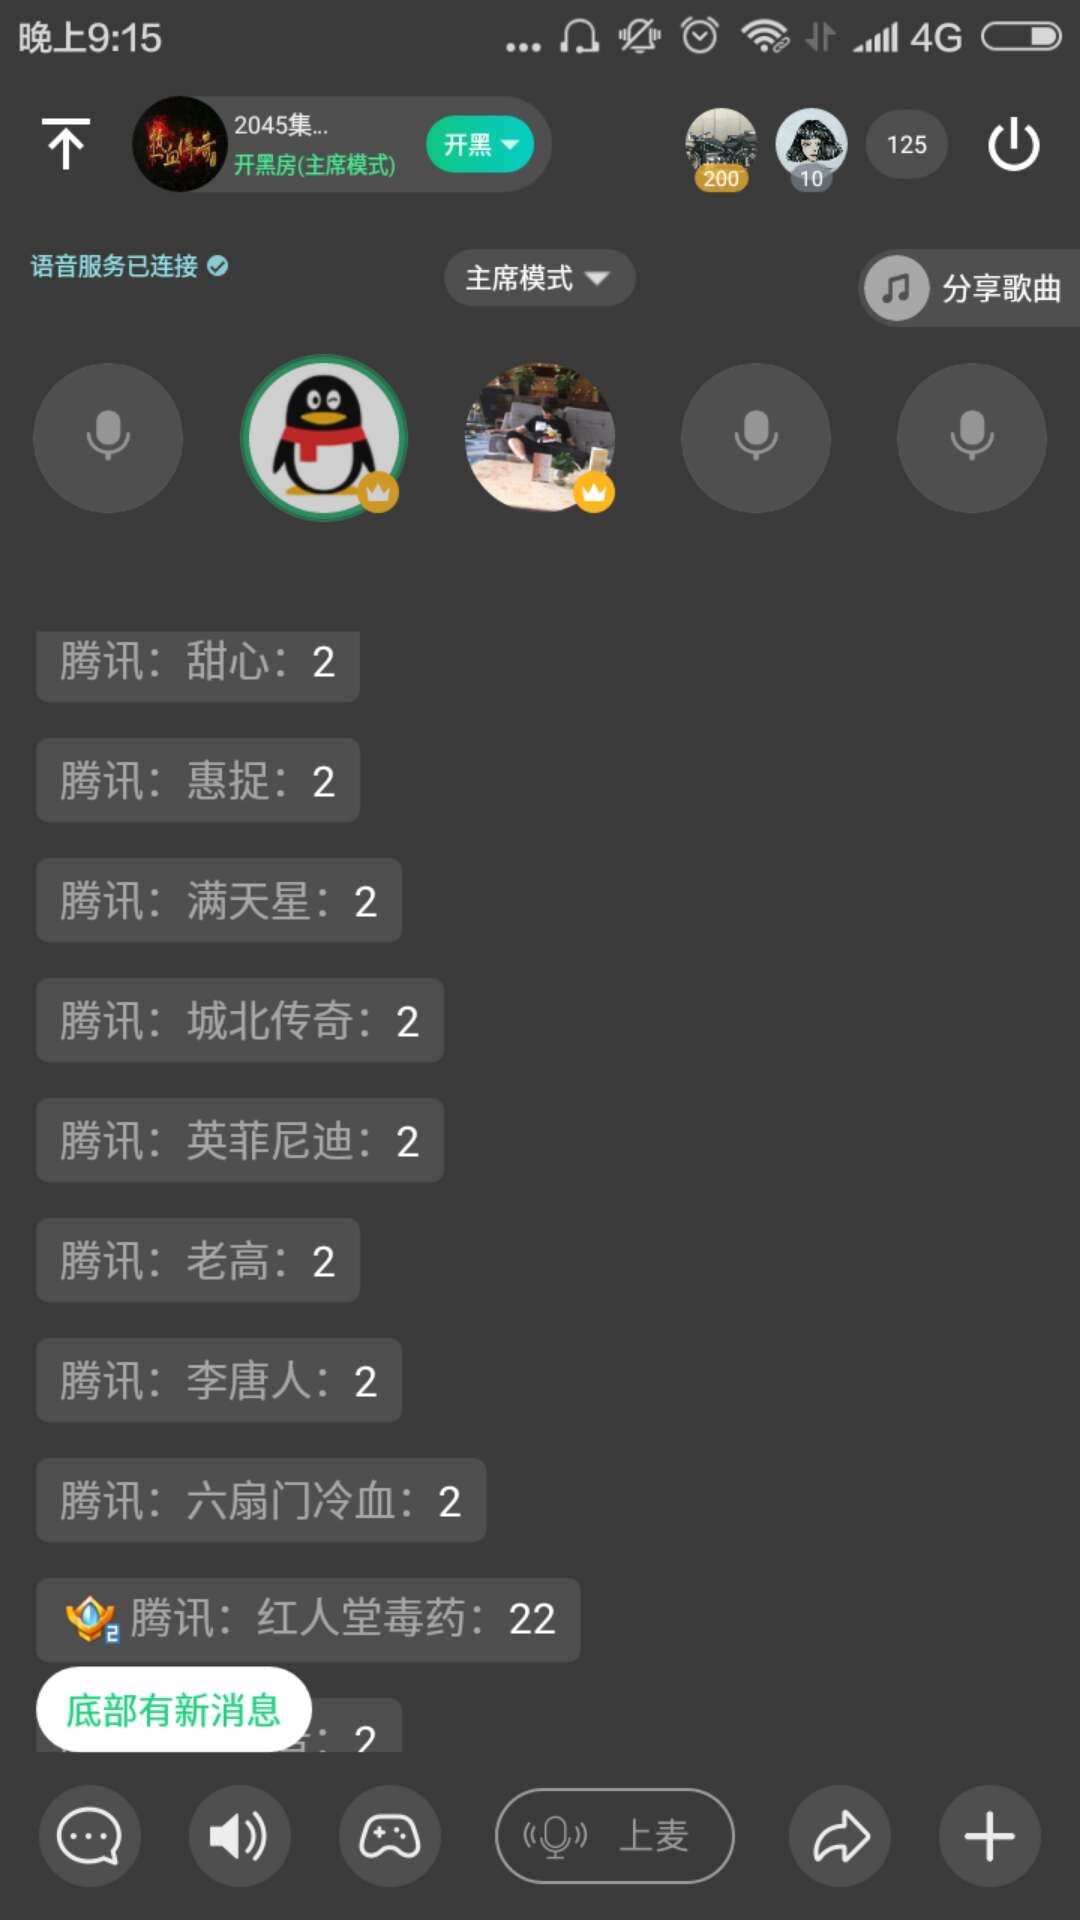 晚上9:15
4G
热血传奇
2045集...
开黑房(主席模式)
开黑
200
10
125
语音服务已连接
主席模式
分享歌曲
腾讯：甜心：2
腾讯：惠捉：2
腾讯：满天星：2
腾讯：城北传奇：2
腾讯：英菲尼迪：2
腾讯：老高：2
腾讯：李唐人：2
腾讯：六扇门冷血：2
2 腾讯：红人堂毒药：22
底部有新消息
：2
上麦